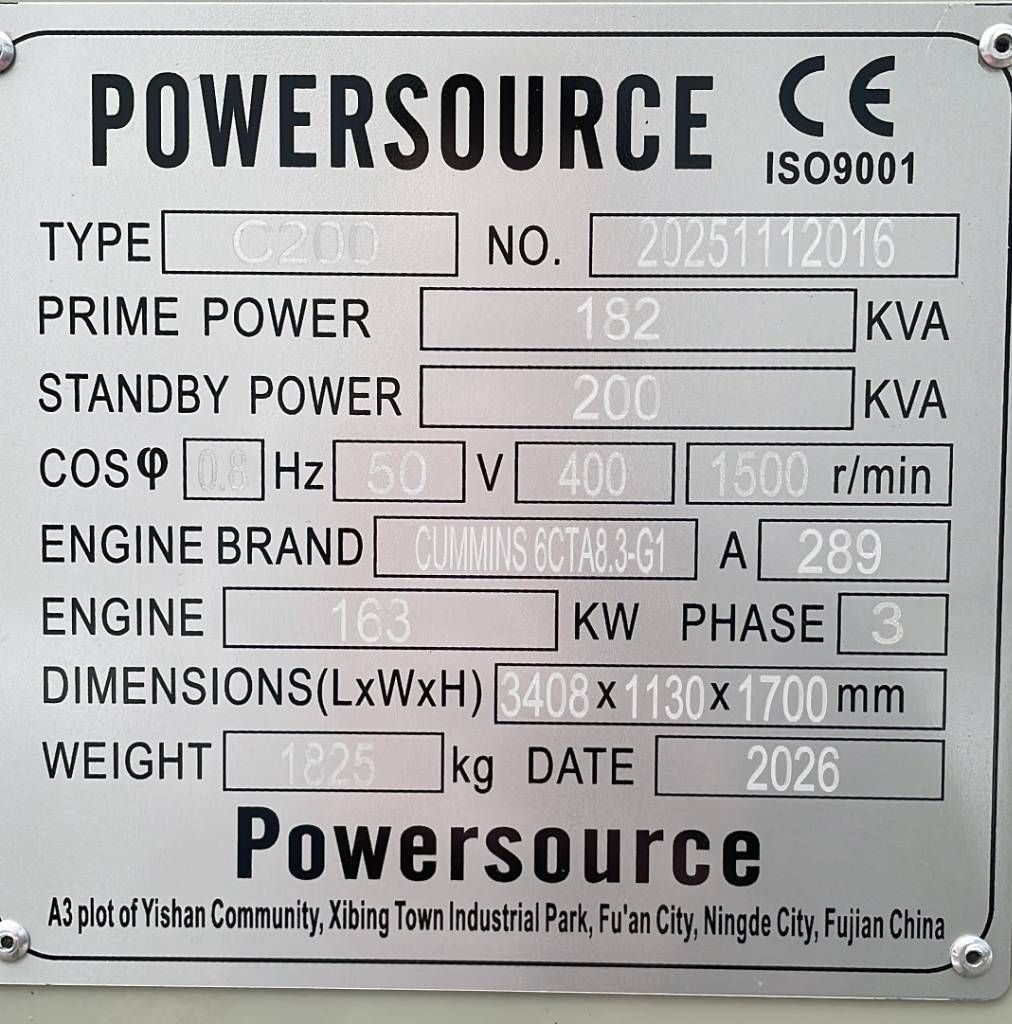 POWERSOURCE CE
ISO9001
TYPE C200 NO. 20251112016
PRIME POWER 182 KVA
STANDBY POWER 200 KVA
COSφ 0.8 Hz 50 V 400 1500 r/min
ENGINE BRAND CUMMINS 6CTA8.3-G1 A 289
ENGINE 163 KW PHASE 3
DIMENSIONS(LxWxH) 3408 x 1130 x 1700 mm
WEIGHT 1825 kg DATE 2026
Powersource
A3 plot of Yishan Community, Xibing Town Industrial Park, Fu'an City, Ningde City, Fujian China